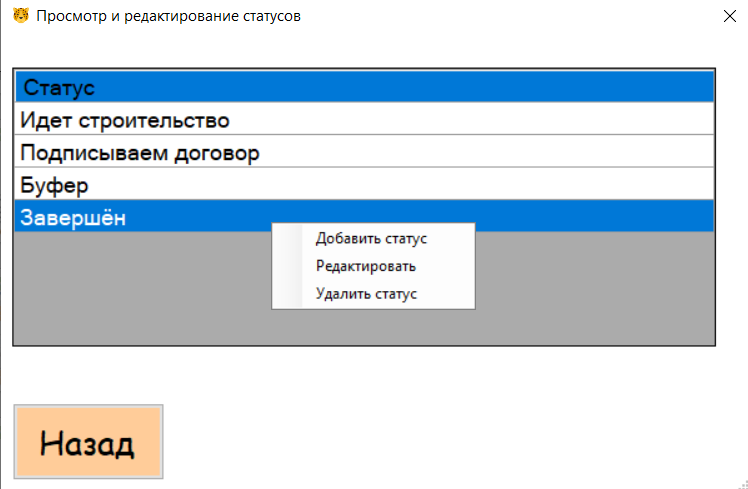 Просмотр и редактирование статусов
Статус
Идет строительство
Подписываем договор
Буфер
Завершён
Добавить статус
Редактировать
Удалить статус
Назад